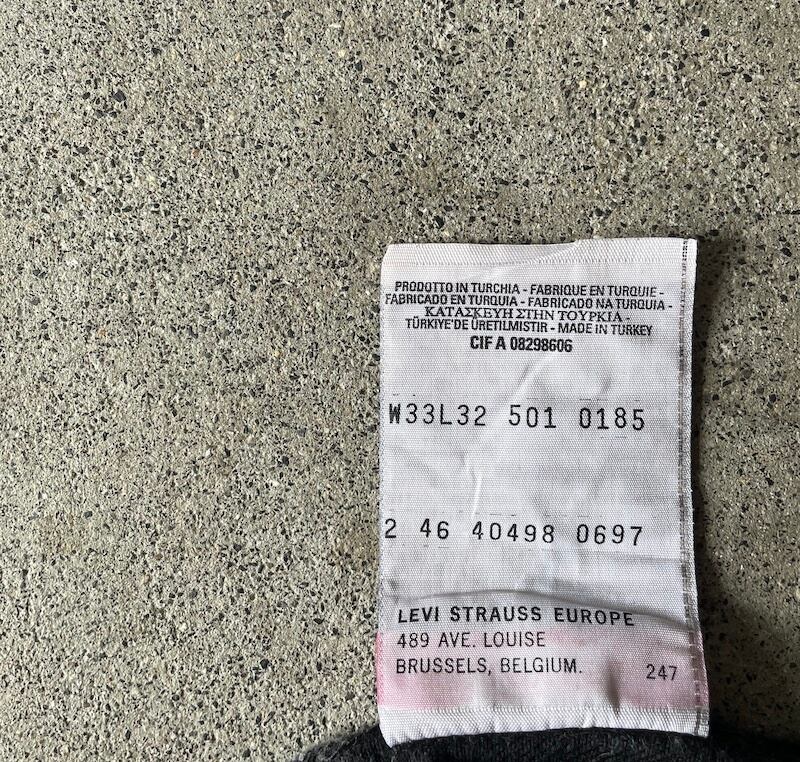 PRODOTTO IN TURCHIA - FABRIQUE EN TURQUIE -
FABRICADO EN TURQUIA - FABRICADO NA TURQUIA -
ΚΑΤΑΣΚΕΥΗ ΣΤΗΝ ΤΟΥΡΚΙΑ -
TÜRKIYE'DE ÜRETILMISTIR - MADE IN TURKEY
CIF A 08298606
W33L32 501 0185
2 46 40498 0697
LEVI STRAUSS EUROPE
489 AVE. LOUISE
BRUSSELS, BELGIUM. 247